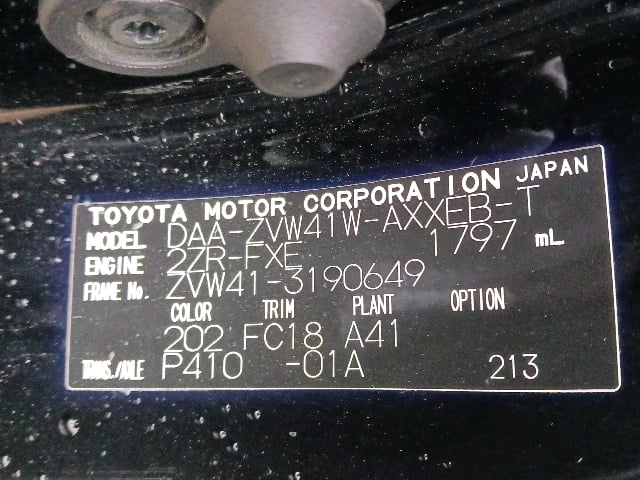 TOYOTA MOTOR CORPORATION JAPAN
MODEL DAA-ZVW41W-AXXEB-T
ENGINE 2ZR-FXE 1797 mL
FRAME No. ZVW41-3190649
COLOR TRIM PLANT OPTION
202 FC18 A41
TRANS./AXLE P410 -01A 213